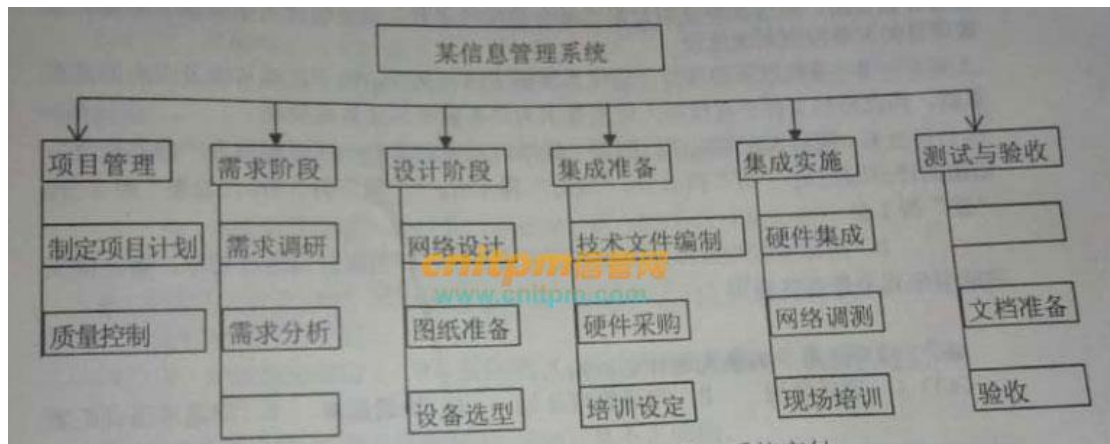 某信息管理系统
项目管理
需求阶段
设计阶段
集成准备
集成实施
测试与验收
制定项目计划
需求调研
网络设计
技术文件编制
硬件集成
cnitpm信管网
www.cnitpm.com
质量控制
需求分析
图纸准备
硬件采购
网络调测
文档准备
设备选型
培训设定
现场培训
验收